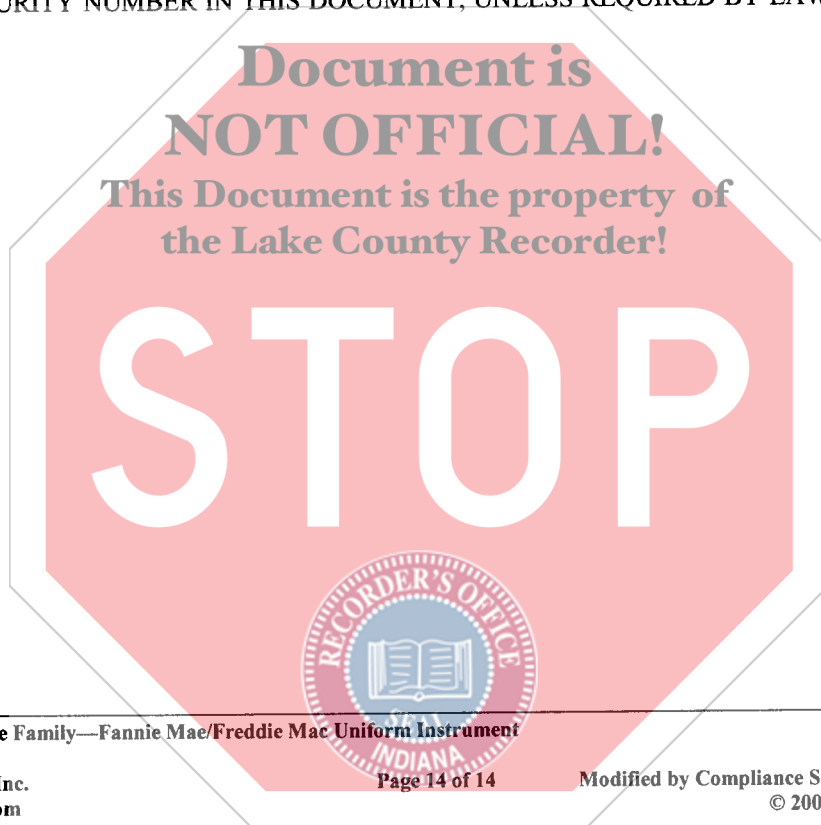 URITY NUMBER IN THIS DOCUMENT, UNLESS REQUIRED BY LAW
Document is
NOT OFFICIAL!
This Document is the property of
the Lake County Recorder!
STOP
RECORDER'S OFFICE
SEAL
INDIANA
e Family—Fannie Mae/Freddie Mac Uniform Instrument
Inc. Page 14 of 14 Modified by Compliance S
om © 200